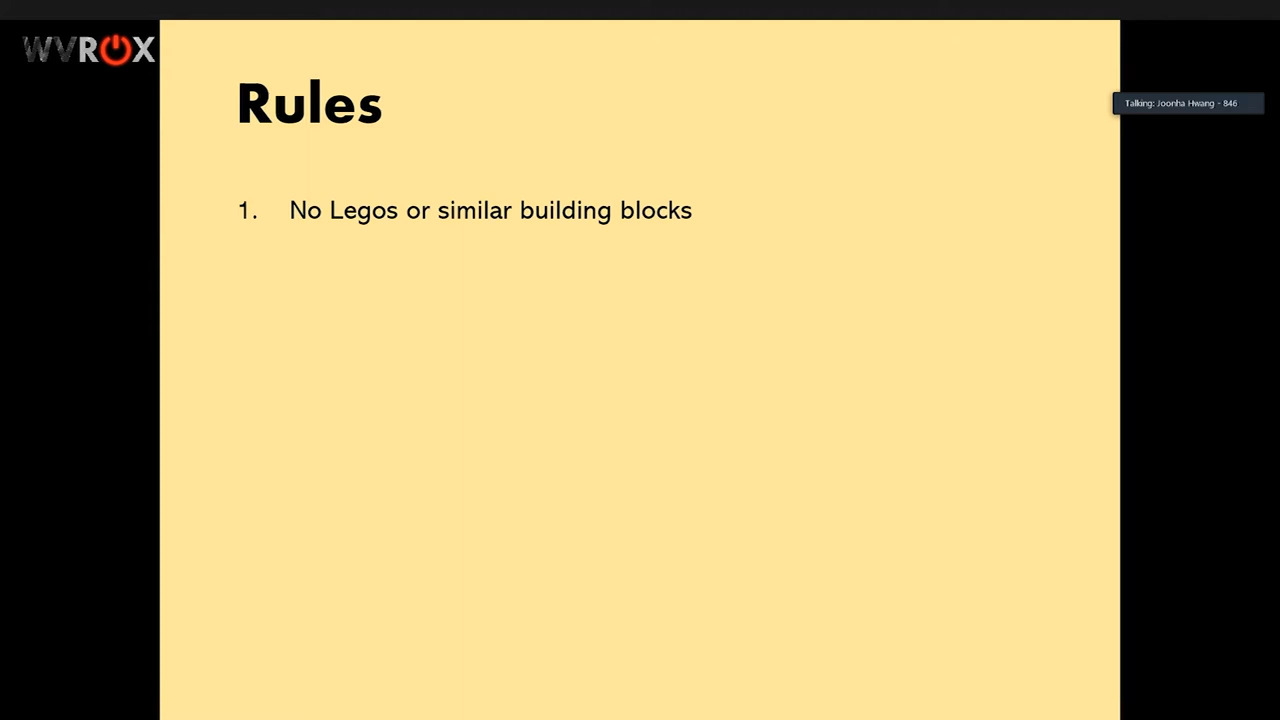 WVROX
Rules
Talking: Joonha Hwang - 846
1. No Legos or similar building blocks